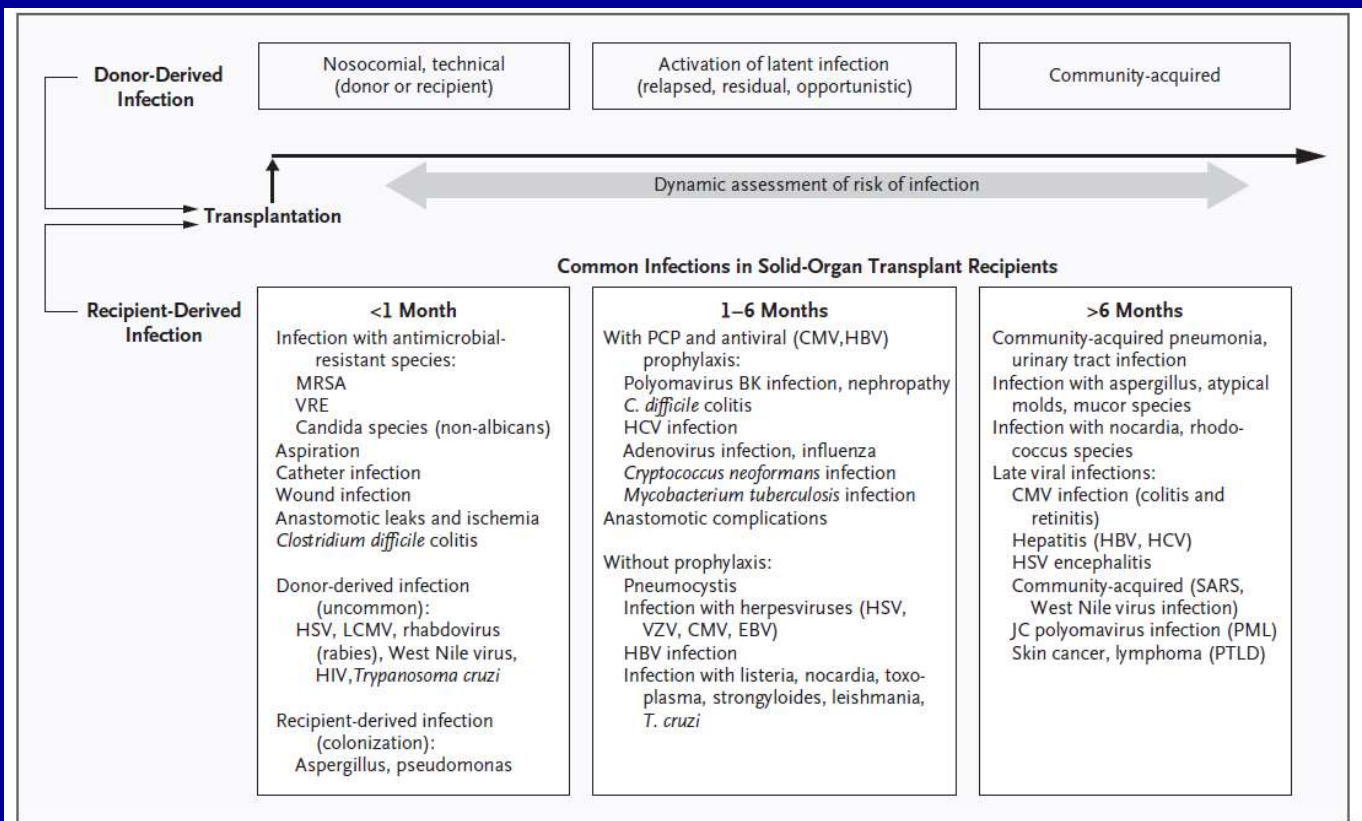 Donor-Derived
Infection
Nosocomial, technical
(donor or recipient)
Activation of latent infection
(relapsed, residual, opportunistic)
Community-acquired
Dynamic assessment of risk of infection
Transplantation
Common Infections in Solid-Organ Transplant Recipients
Recipient-Derived
Infection
<1 Month
Infection with antimicrobial-
resistant species:
MRSA
VRE
Candida species (non-albicans)
Aspiration
Catheter infection
Wound infection
Anastomotic leaks and ischemia
Clostridium difficile colitis
Donor-derived infection
(uncommon):
HSV, LCMV, rhabdovirus
(rabies), West Nile virus,
HIV,Trypanosoma cruzi
Recipient-derived infection
(colonization):
Aspergillus, pseudomonas
1–6 Months
With PCP and antiviral (CMV,HBV)
prophylaxis:
Polyomavirus BK infection, nephropathy
C. difficile colitis
HCV infection
Adenovirus infection, influenza
Cryptococcus neoformans infection
Mycobacterium tuberculosis infection
Anastomotic complications
Without prophylaxis:
Pneumocystis
Infection with herpesviruses (HSV,
VZV, CMV, EBV)
HBV infection
Infection with listeria, nocardia, toxo-
plasma, strongyloides, leishmania,
T. cruzi
>6 Months
Community-acquired pneumonia,
urinary tract infection
Infection with aspergillus, atypical
molds, mucor species
Infection with nocardia, rhodo-
coccus species
Late viral infections:
CMV infection (colitis and
retinitis)
Hepatitis (HBV, HCV)
HSV encephalitis
Community-acquired (SARS,
West Nile virus infection)
JC polyomavirus infection (PML)
Skin cancer, lymphoma (PTLD)